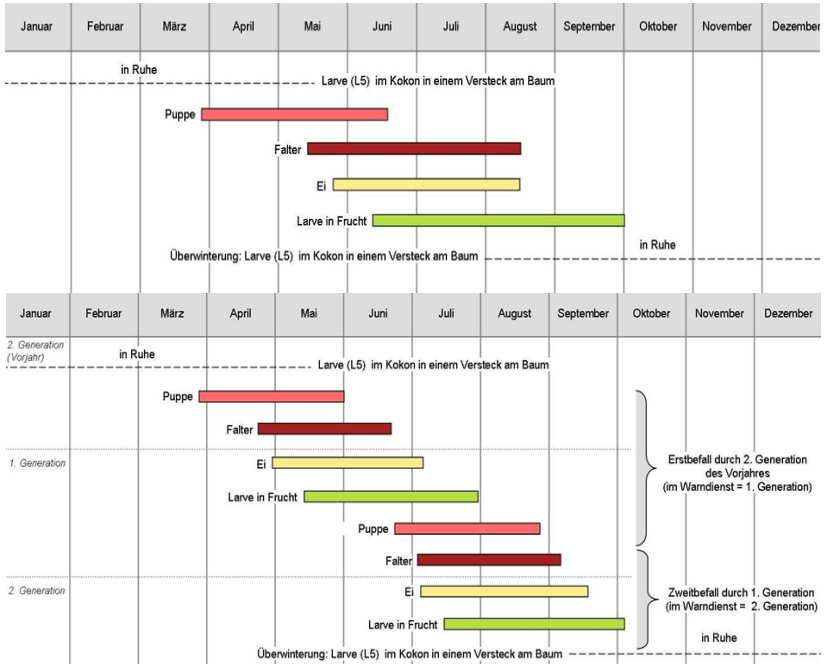 Januar Februar März April Mai Juni Juli August September Oktober November Dezember
in Ruhe
Larve (L5) im Kokon in einem Versteck am Baum
Puppe
Falter
Ei
Larve in Frucht
in Ruhe
Überwinterung: Larve (L5) im Kokon in einem Versteck am Baum
Januar Februar März April Mai Juni Juli August September Oktober November Dezember
2. Generation
(Vorjahr)
in Ruhe
Larve (L5) im Kokon in einem Versteck am Baum
Puppe
Falter
1. Generation
Ei
Erstbefall durch 2. Generation
des Vorjahres
(im Warndienst = 1. Generation)
Larve in Frucht
Puppe
Falter
2. Generation
Ei
Zweitbefall durch 1. Generation
(im Warndienst = 2. Generation)
Larve in Frucht
in Ruhe
Überwinterung: Larve (L5) im Kokon in einem Versteck am Baum